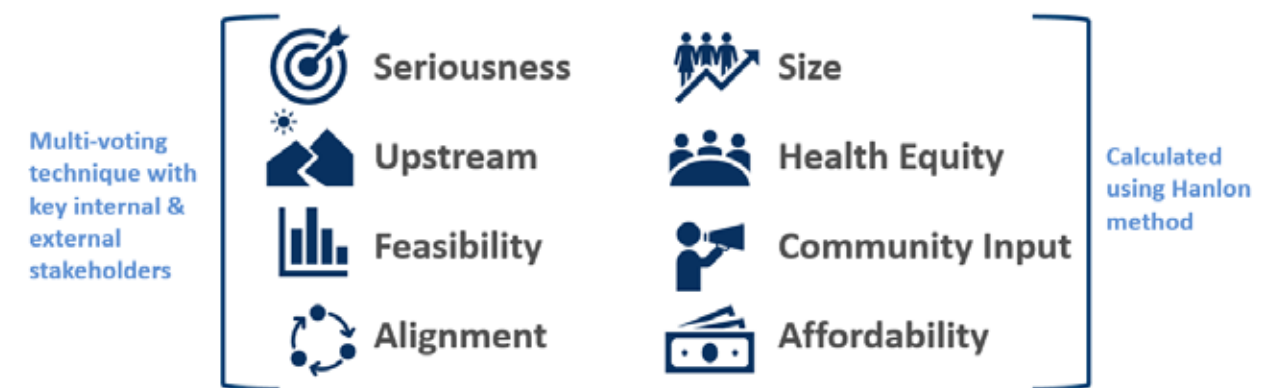 Multi-voting
technique with
key internal &
external
stakeholders
Seriousness
Upstream
Feasibility
Alignment
Size
Health Equity
Community Input
Affordability
Calculated
using Hanlon
method